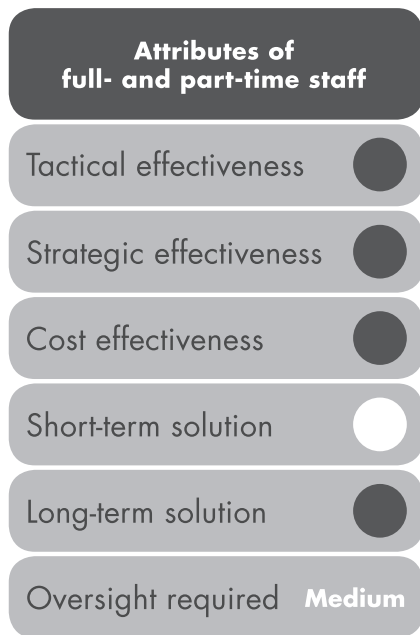 Attributes of
full- and part-time staff
Tactical effectiveness
Strategic effectiveness
Cost effectiveness
Short-term solution
Long-term solution
Oversight required Medium